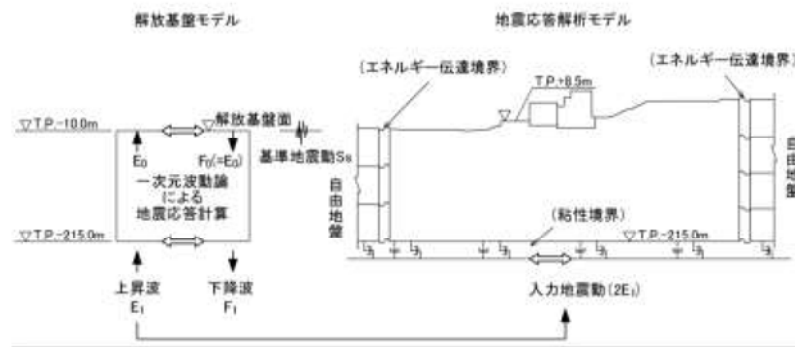 解放基盤モデル
地震応答解析モデル
(エネルギー伝達境界)
(エネルギー伝達境界)
T.P.+8.5m
T.P.-10.0m
解放基盤面
E₀
F₀(=E₀)
基準地震動Ss
一次元波動論
による
地震応答計算
自由地盤
自由地盤
(粘性境界)
T.P.-215.0m
T.P.-215.0m
上昇波
E₁
下降波
F₁
入力地震動(2E₁)